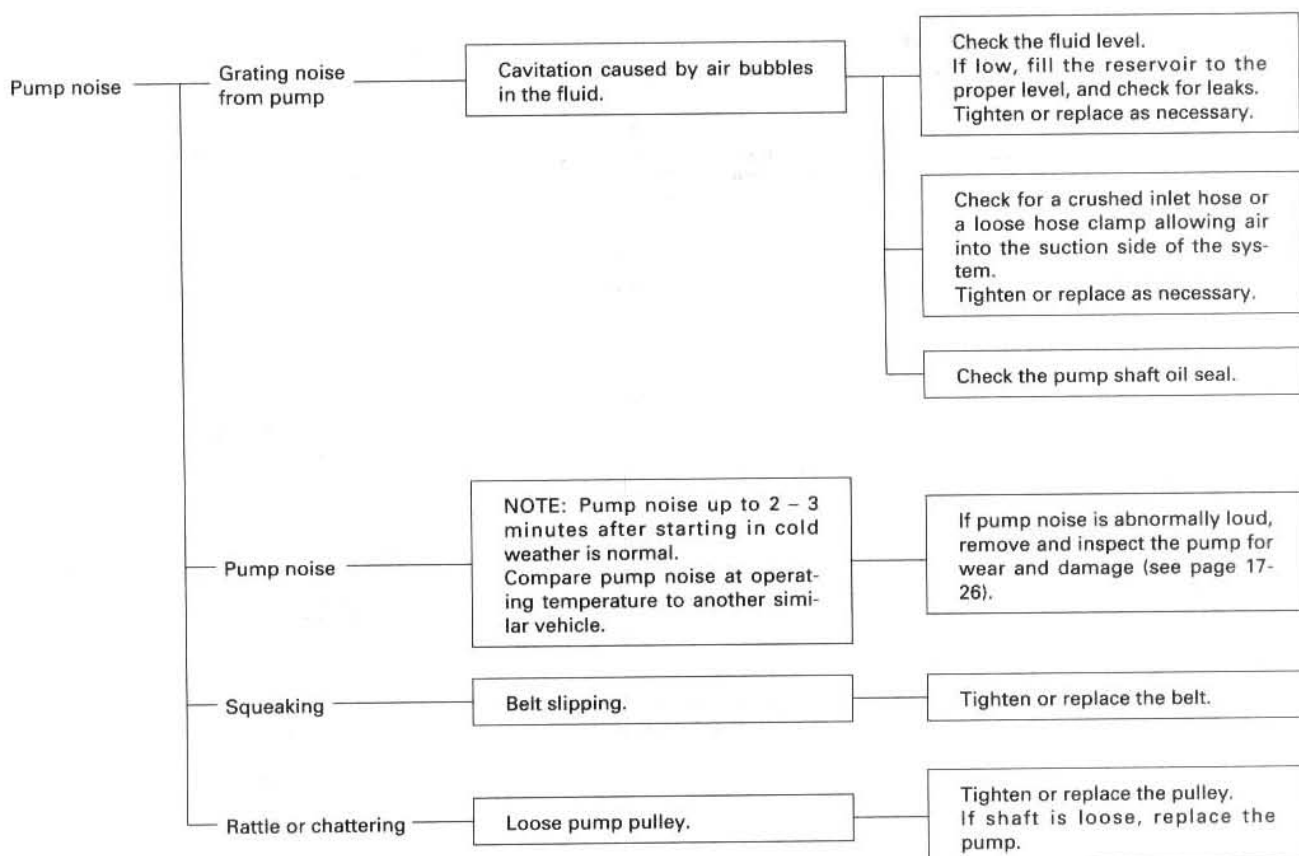 Pump noise
Grating noise
from pump
Cavitation caused by air bubbles
in the fluid.
Check the fluid level.
If low, fill the reservoir to the
proper level, and check for leaks.
Tighten or replace as necessary.
Check for a crushed inlet hose or
a loose hose clamp allowing air
into the suction side of the sys-
tem.
Tighten or replace as necessary.
Check the pump shaft oil seal.
Pump noise
NOTE: Pump noise up to 2 – 3
minutes after starting in cold
weather is normal.
Compare pump noise at operat-
ing temperature to another simi-
lar vehicle.
If pump noise is abnormally loud,
remove and inspect the pump for
wear and damage (see page 17-
26).
Squeaking
Belt slipping.
Tighten or replace the belt.
Rattle or chattering
Loose pump pulley.
Tighten or replace the pulley.
If shaft is loose, replace the
pump.